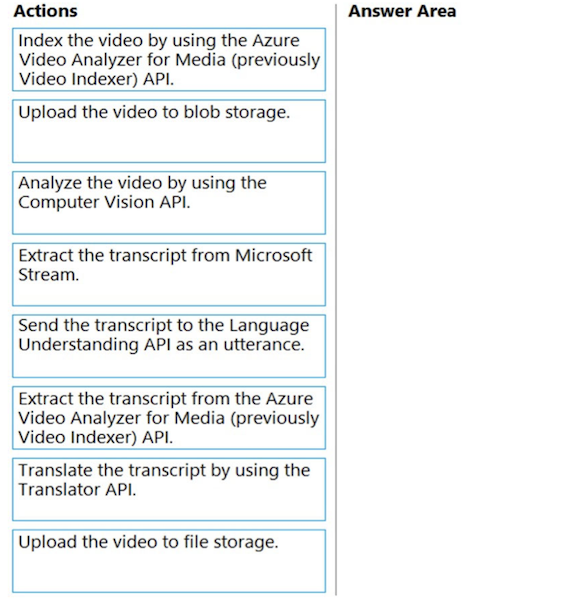 Actions
Answer Area
Index the video by using the Azure
Video Analyzer for Media (previously
Video Indexer) API.
Upload the video to blob storage.
Analyze the video by using the
Computer Vision API.
Extract the transcript from Microsoft
Stream.
Send the transcript to the Language
Understanding API as an utterance.
Extract the transcript from the Azure
Video Analyzer for Media (previously
Video Indexer) API.
Translate the transcript by using the
Translator API.
Upload the video to file storage.